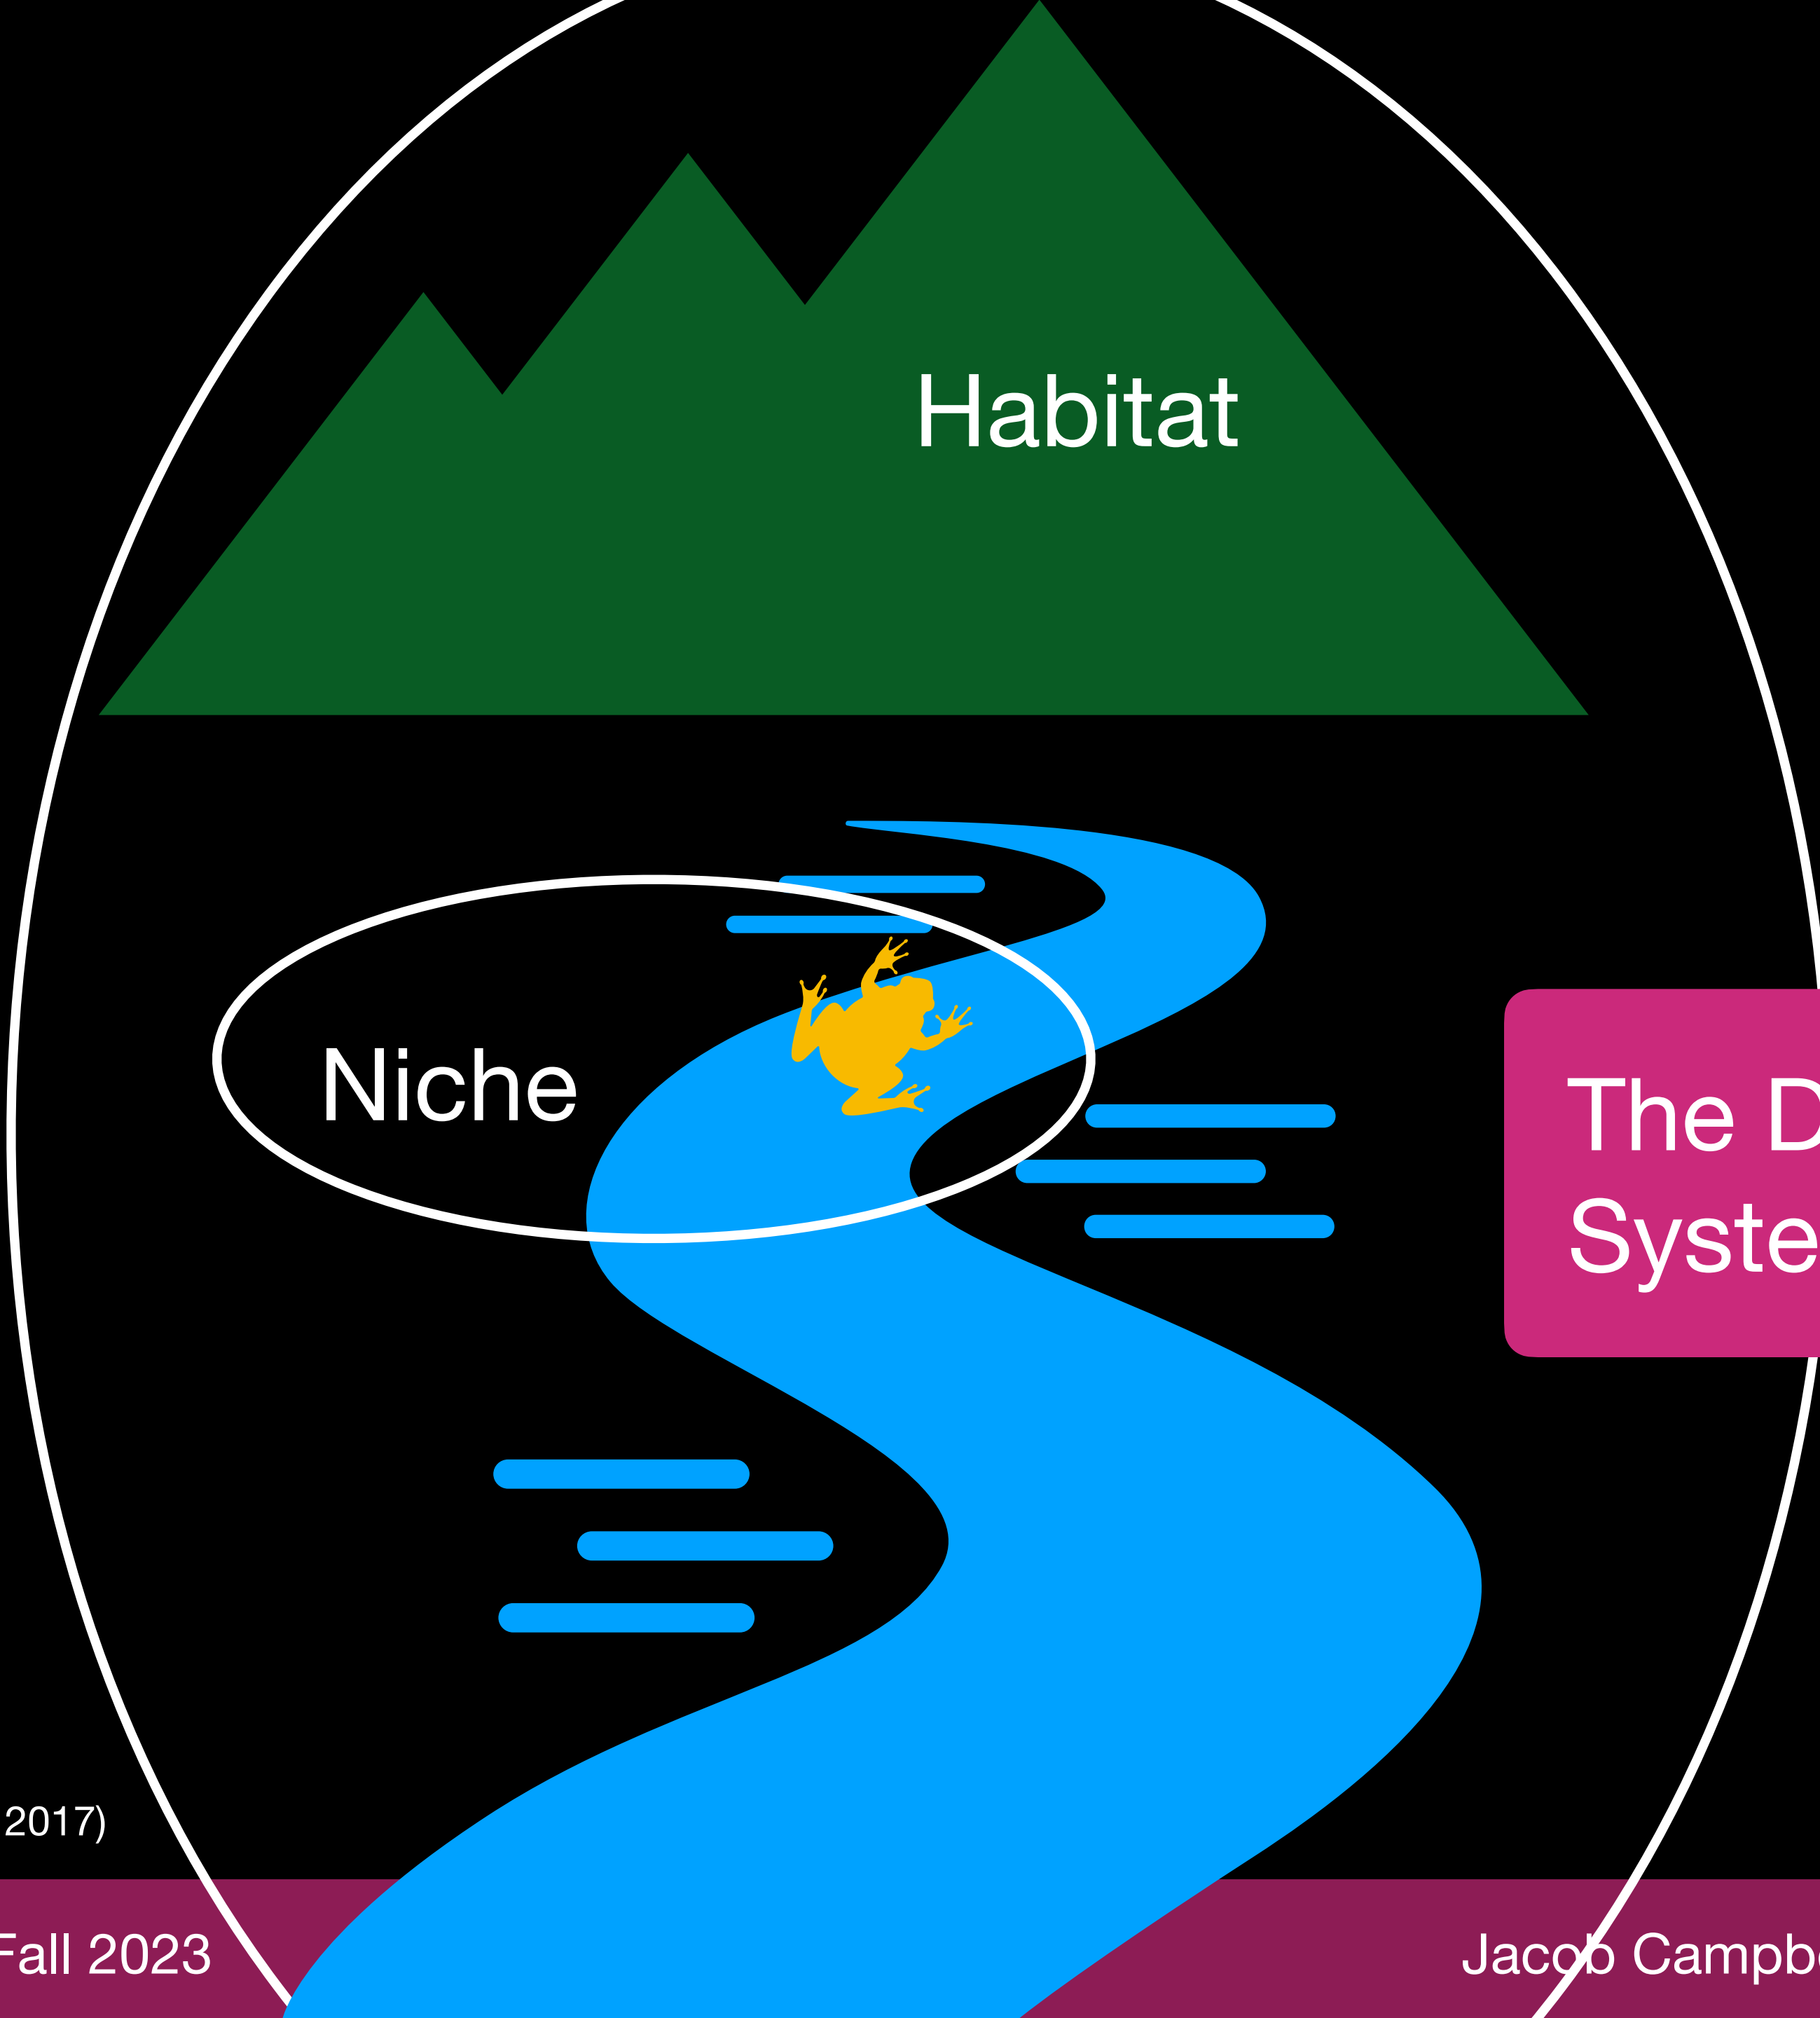 Habitat
Niche
The D
Syste
2017)
Fall 2023
Jacob Campb